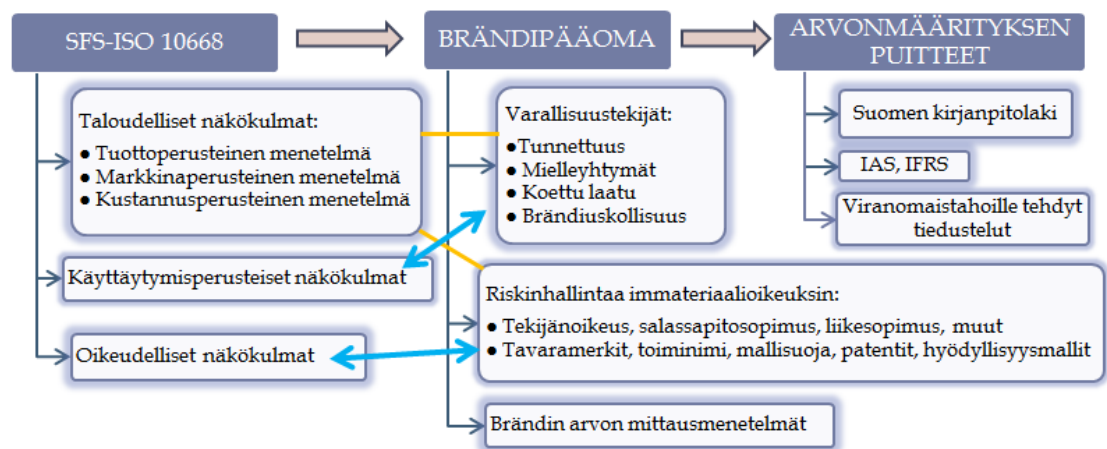 SFS-ISO 10668
BRÄNDIPÄÄOMA
ARVONMÄÄRITYKSEN
PUITTEET
Taloudelliset näkökulmat:
● Tuottoperusteinen menetelmä
● Markkinaperusteinen menetelmä
● Kustannusperusteinen menetelmä
Käyttäytymisperusteiset näkökulmat
Oikeudelliset näkökulmat
Varallisuustekijät:
●Tunnettuus
● Mielleyhtymät
● Koettu laatu
● Brändiuskollisuus
Riskinhallintaa immateriaalioikeuksin:
● Tekijänoikeus, salassapitosopimus, liikesopimus, muut
● Tavaramerkit, toiminimi, mallisuoja, patentit, hyödyllisyysmallit
Brändin arvon mittausmenetelmät
Suomen kirjanpitolaki
IAS, IFRS
Viranomaistahoille tehdyt
tiedustelut